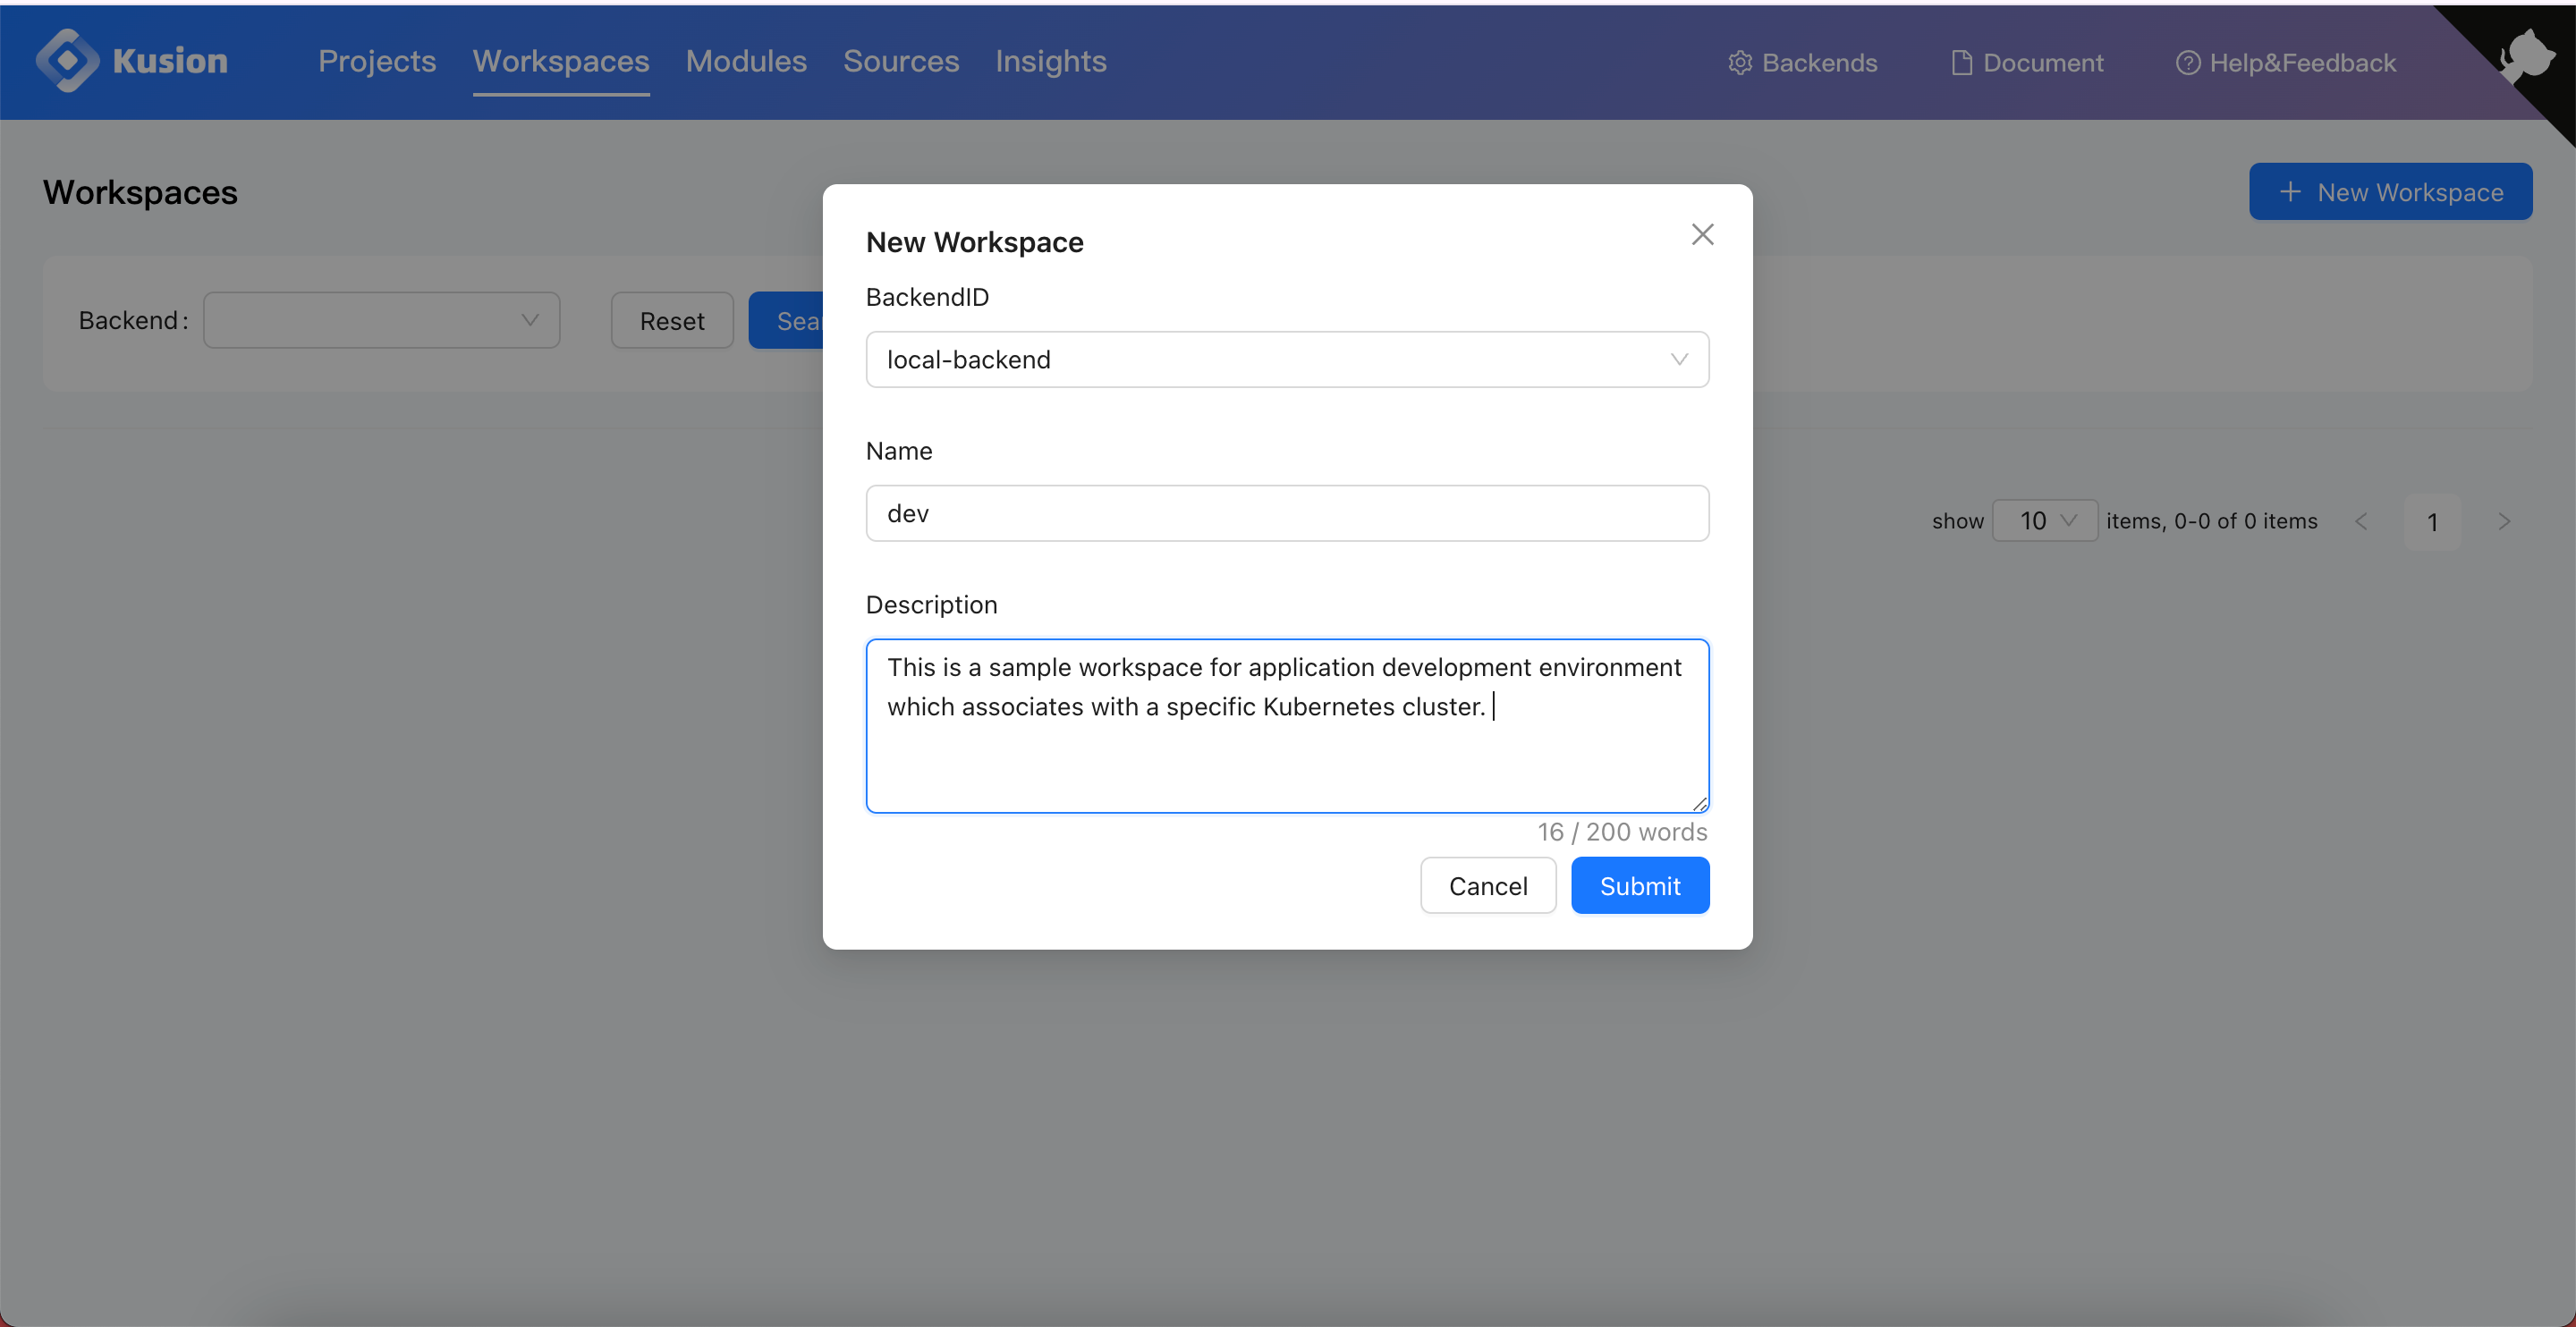 Kusion
Projects Workspaces Modules Sources Insights
Backends Document Help&Feedback
Workspaces
New Workspace
Backend :
Reset
New Workspace
BackendID
local-backend
Name
dev
Description
This is a sample workspace for application development environment
which associates with a specific Kubernetes cluster.
16 / 200 words
Cancel Submit
show 10 items, 0-0 of 0 items 1